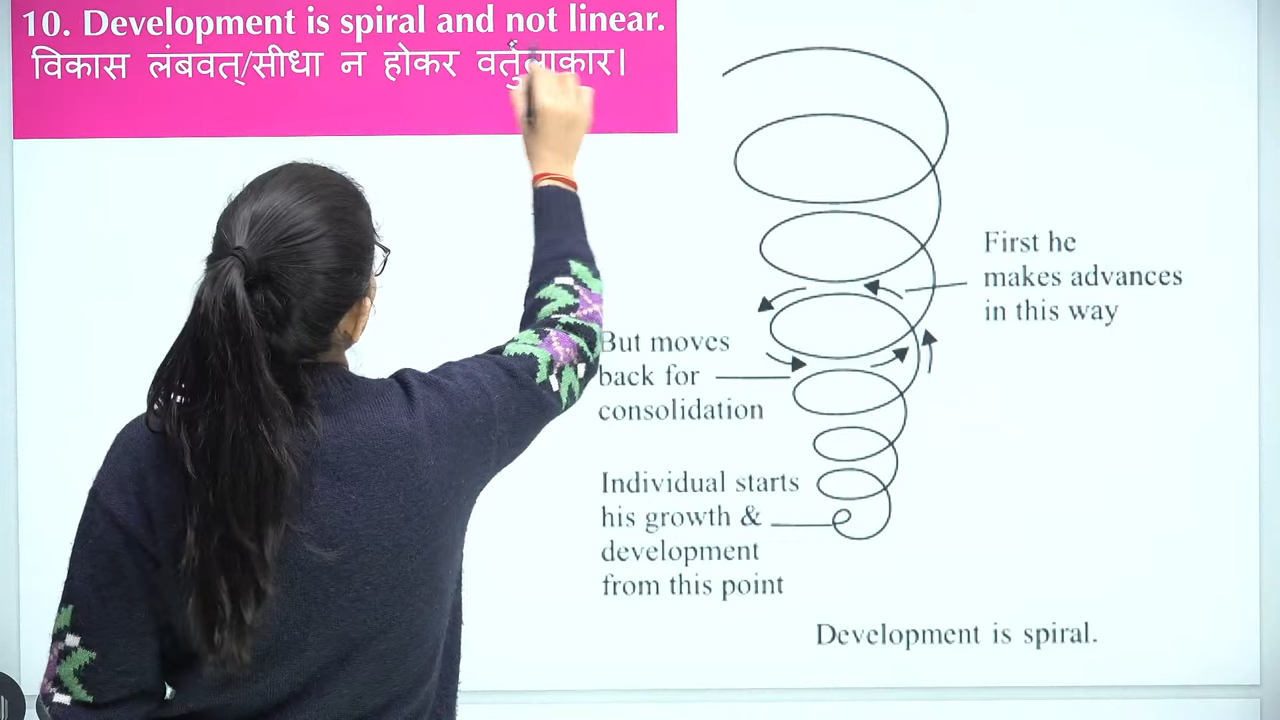 10. Development is spiral and not linear.
विकास लंबवत्/सीधा न होकर वर्तुलाकार।
First he
makes advances
in this way
But moves
back for
consolidation
Individual starts
his growth &
development
from this point
Development is spiral.